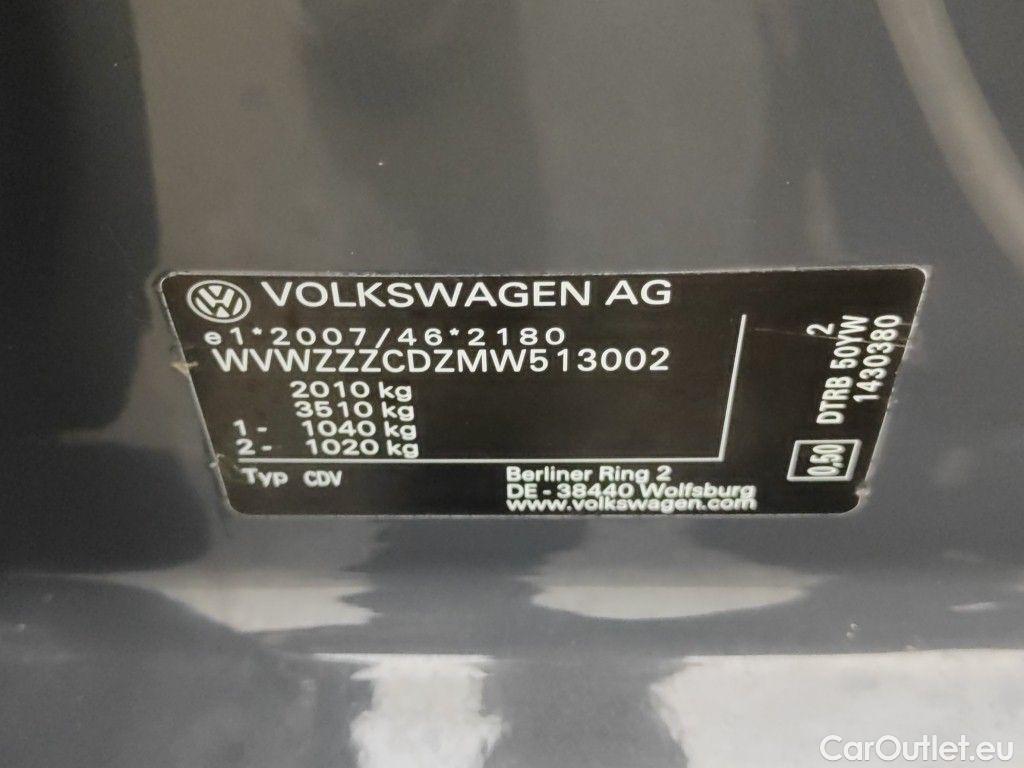 VOLKSWAGEN AG
e1*2007/46*2180
WVWZZZCDZMW513002
2010 kg
3510 kg
1- 1040 kg
2- 1020 kg
Typ CDV
Berliner Ring 2
DE - 38440 Wolfsburg
www.volkswagen.com
2
DTRB 50YW
1430380
0,50
CarOutlet.eu